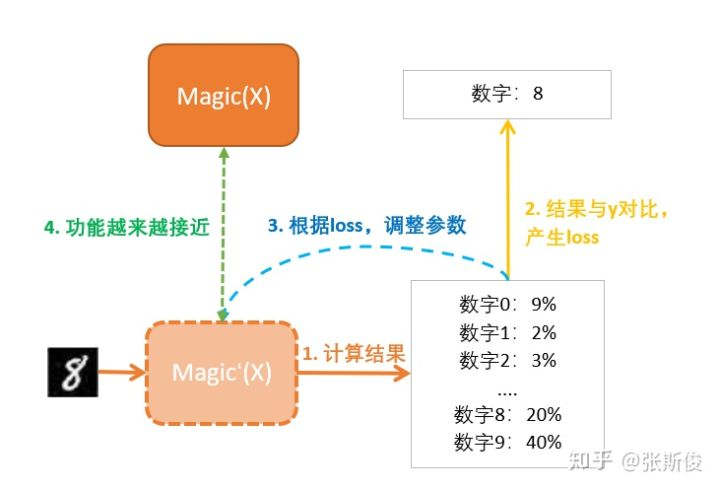 Magic(X)
数字：8
4. 功能越来越接近
3. 根据loss，调整参数
2. 结果与y对比，
产生loss
8
Magic‘(X)
1. 计算结果
数字0：9%
数字1：2%
数字2：3%
....
数字8：20%
数字9：40%
知乎 @张斯俊